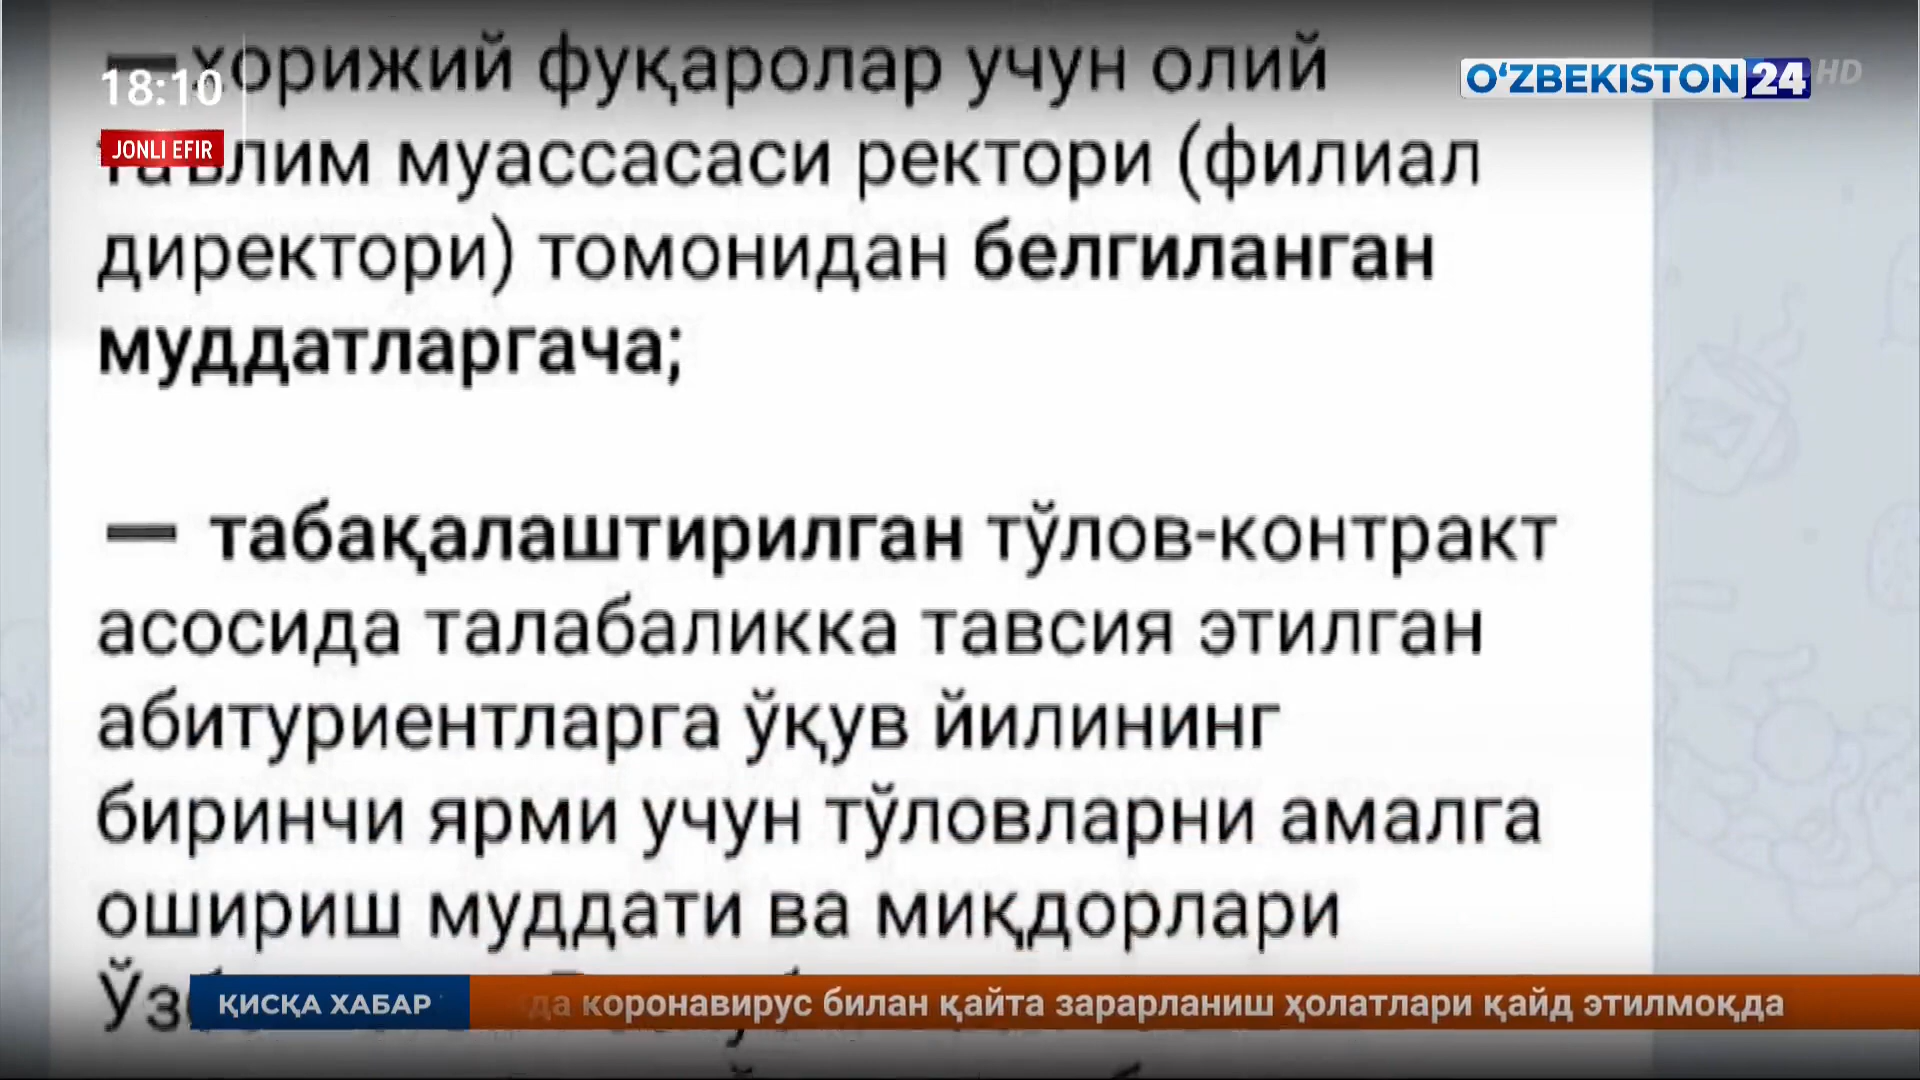 — хорижий фуқаролар учун олий
18:10
O‘ZBEKISTON 24 HD
JONLI EFIR
муассасаси ректори (филиал
директори) томонидан белгиланган
муддатларгача;
— табақалаштирилган тўлов-контракт
асосида талабаликка тавсия этилган
абитуриентларга ўқув йилининг
биринчи ярми учун тўловларни амалга
ошириш муддати ва миқдорлари
ҚИСҚА ХАБАР
коронавирус билан қайта зарарланиш ҳолатлари қайд этилмоқда